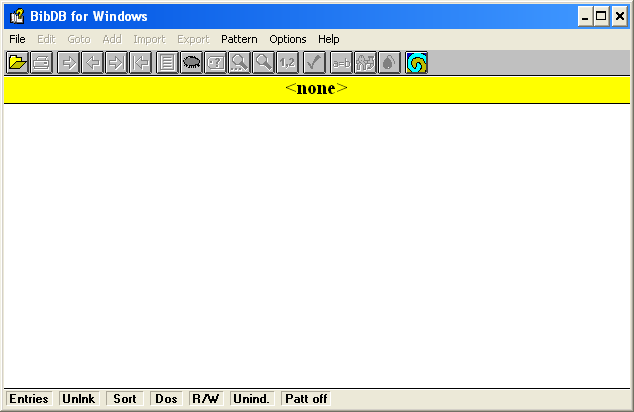 BibDB for Windows
File Edit Goto Add Import Export Pattern Options Help
? 1,2 a=b
<none>
Entries Unlnk Sort Dos R/W Unind. Patt off